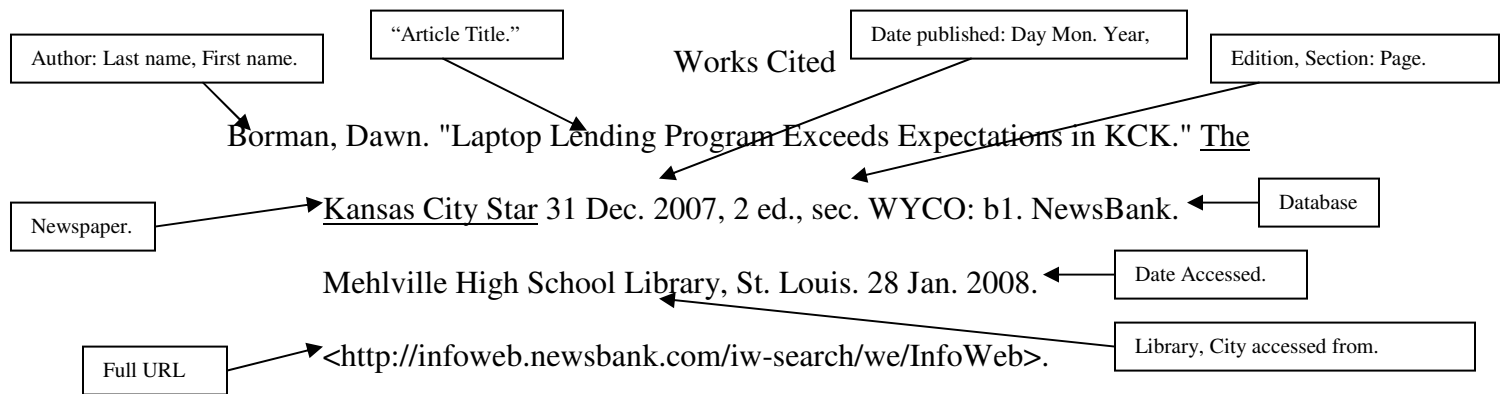 “Article Title.”
Date published: Day Mon. Year,
Author: Last name, First name.
Works Cited
Edition, Section: Page.
Borman, Dawn. "Laptop Lending Program Exceeds Expectations in KCK." The
Kansas City Star 31 Dec. 2007, 2 ed., sec. WYCO: b1. NewsBank.
Database
Newspaper.
Mehlville High School Library, St. Louis. 28 Jan. 2008.
Date Accessed.
Library, City accessed from.
<http://infoweb.newsbank.com/iw-search/we/InfoWeb>.
Full URL